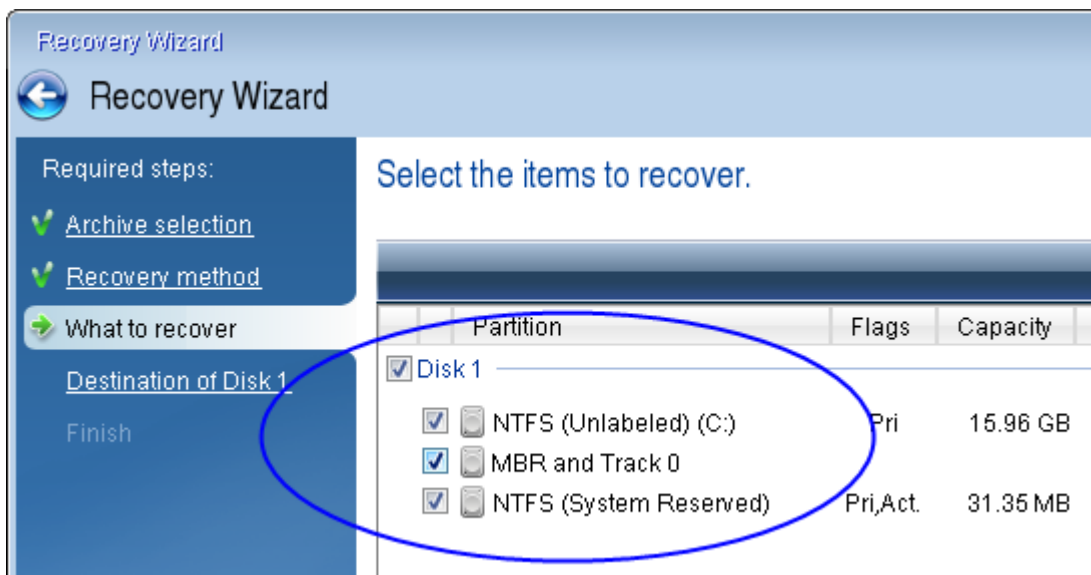 Recovery Wizard
Recovery Wizard
Required steps:
Archive selection
Recovery method
What to recover
Destination of Disk 1
Finish
Select the items to recover.
Partition Flags Capacity
Disk 1
NTFS (Unlabeled) (C:) Pri 15.96 GB
MBR and Track 0
NTFS (System Reserved) Pri,Act. 31.35 MB